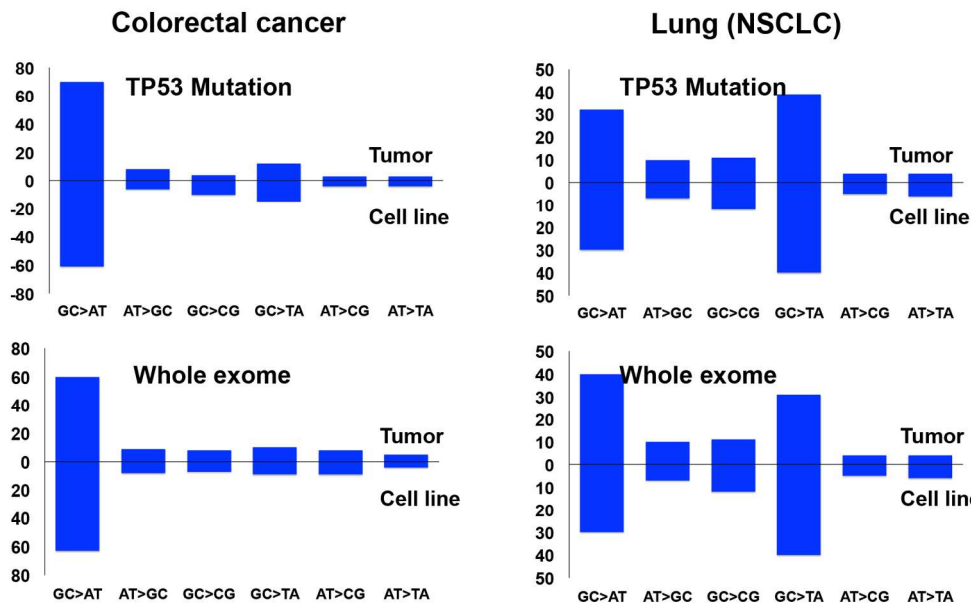 Colorectal cancer
Lung (NSCLC)
TP53 Mutation
80
60
40
20
0
-20
-40
-60
-80
Tumor
Cell line
GC>AT AT>GC GC>CG GC>TA AT>CG AT>TA
TP53 Mutation
50
40
30
20
10
0
10
20
30
40
50
Tumor
Cell line
GC>AT AT>GC GC>CG GC>TA AT>CG AT>TA
Whole exome
80
60
40
20
0
20
40
60
80
Tumor
Cell line
GC>AT AT>GC GC>CG GC>TA AT>CG AT>TA
Whole exome
50
40
30
20
10
0
10
20
30
40
50
Tumor
Cell line
GC>AT AT>GC GC>CG GC>TA AT>CG AT>TA